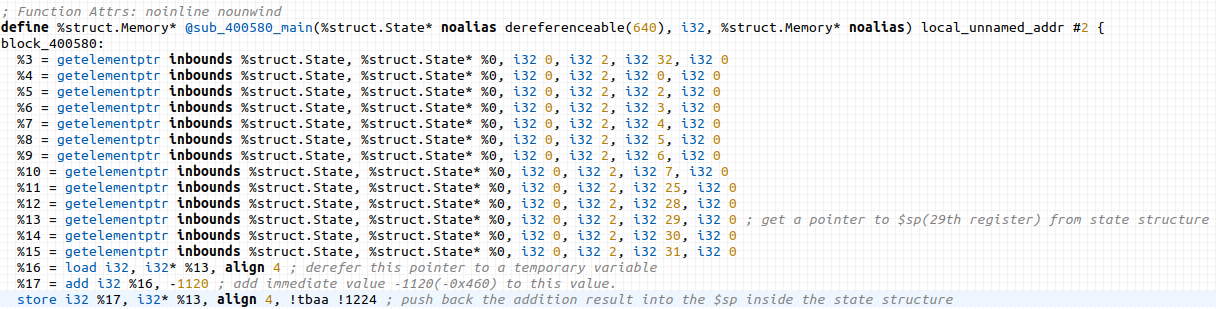 ; Function Attrs: noinline nounwind
define %struct.Memory* @sub_400580_main(%struct.State* noalias dereferenceable(640), i32, %struct.Memory* noalias) local_unnamed_addr #2 {
block_400580:
  %3 = getelementptr inbounds %struct.State, %struct.State* %0, i32 0, i32 2, i32 32, i32 0
  %4 = getelementptr inbounds %struct.State, %struct.State* %0, i32 0, i32 2, i32 0, i32 0
  %5 = getelementptr inbounds %struct.State, %struct.State* %0, i32 0, i32 2, i32 2, i32 0
  %6 = getelementptr inbounds %struct.State, %struct.State* %0, i32 0, i32 2, i32 3, i32 0
  %7 = getelementptr inbounds %struct.State, %struct.State* %0, i32 0, i32 2, i32 4, i32 0
  %8 = getelementptr inbounds %struct.State, %struct.State* %0, i32 0, i32 2, i32 5, i32 0
  %9 = getelementptr inbounds %struct.State, %struct.State* %0, i32 0, i32 2, i32 6, i32 0
  %10 = getelementptr inbounds %struct.State, %struct.State* %0, i32 0, i32 2, i32 7, i32 0
  %11 = getelementptr inbounds %struct.State, %struct.State* %0, i32 0, i32 2, i32 25, i32 0
  %12 = getelementptr inbounds %struct.State, %struct.State* %0, i32 0, i32 2, i32 28, i32 0
  %13 = getelementptr inbounds %struct.State, %struct.State* %0, i32 0, i32 2, i32 29, i32 0 ; get a pointer to $sp(29th register) from state structure
  %14 = getelementptr inbounds %struct.State, %struct.State* %0, i32 0, i32 2, i32 30, i32 0
  %15 = getelementptr inbounds %struct.State, %struct.State* %0, i32 0, i32 2, i32 31, i32 0
  %16 = load i32, i32* %13, align 4 ; derefer this pointer to a temporary variable
  %17 = add i32 %16, -1120 ; add immediate value -1120(-0x460) to this value.
  store i32 %17, i32* %13, align 4, !tbaa !1224 ; push back the addition result into the $sp inside the state structure